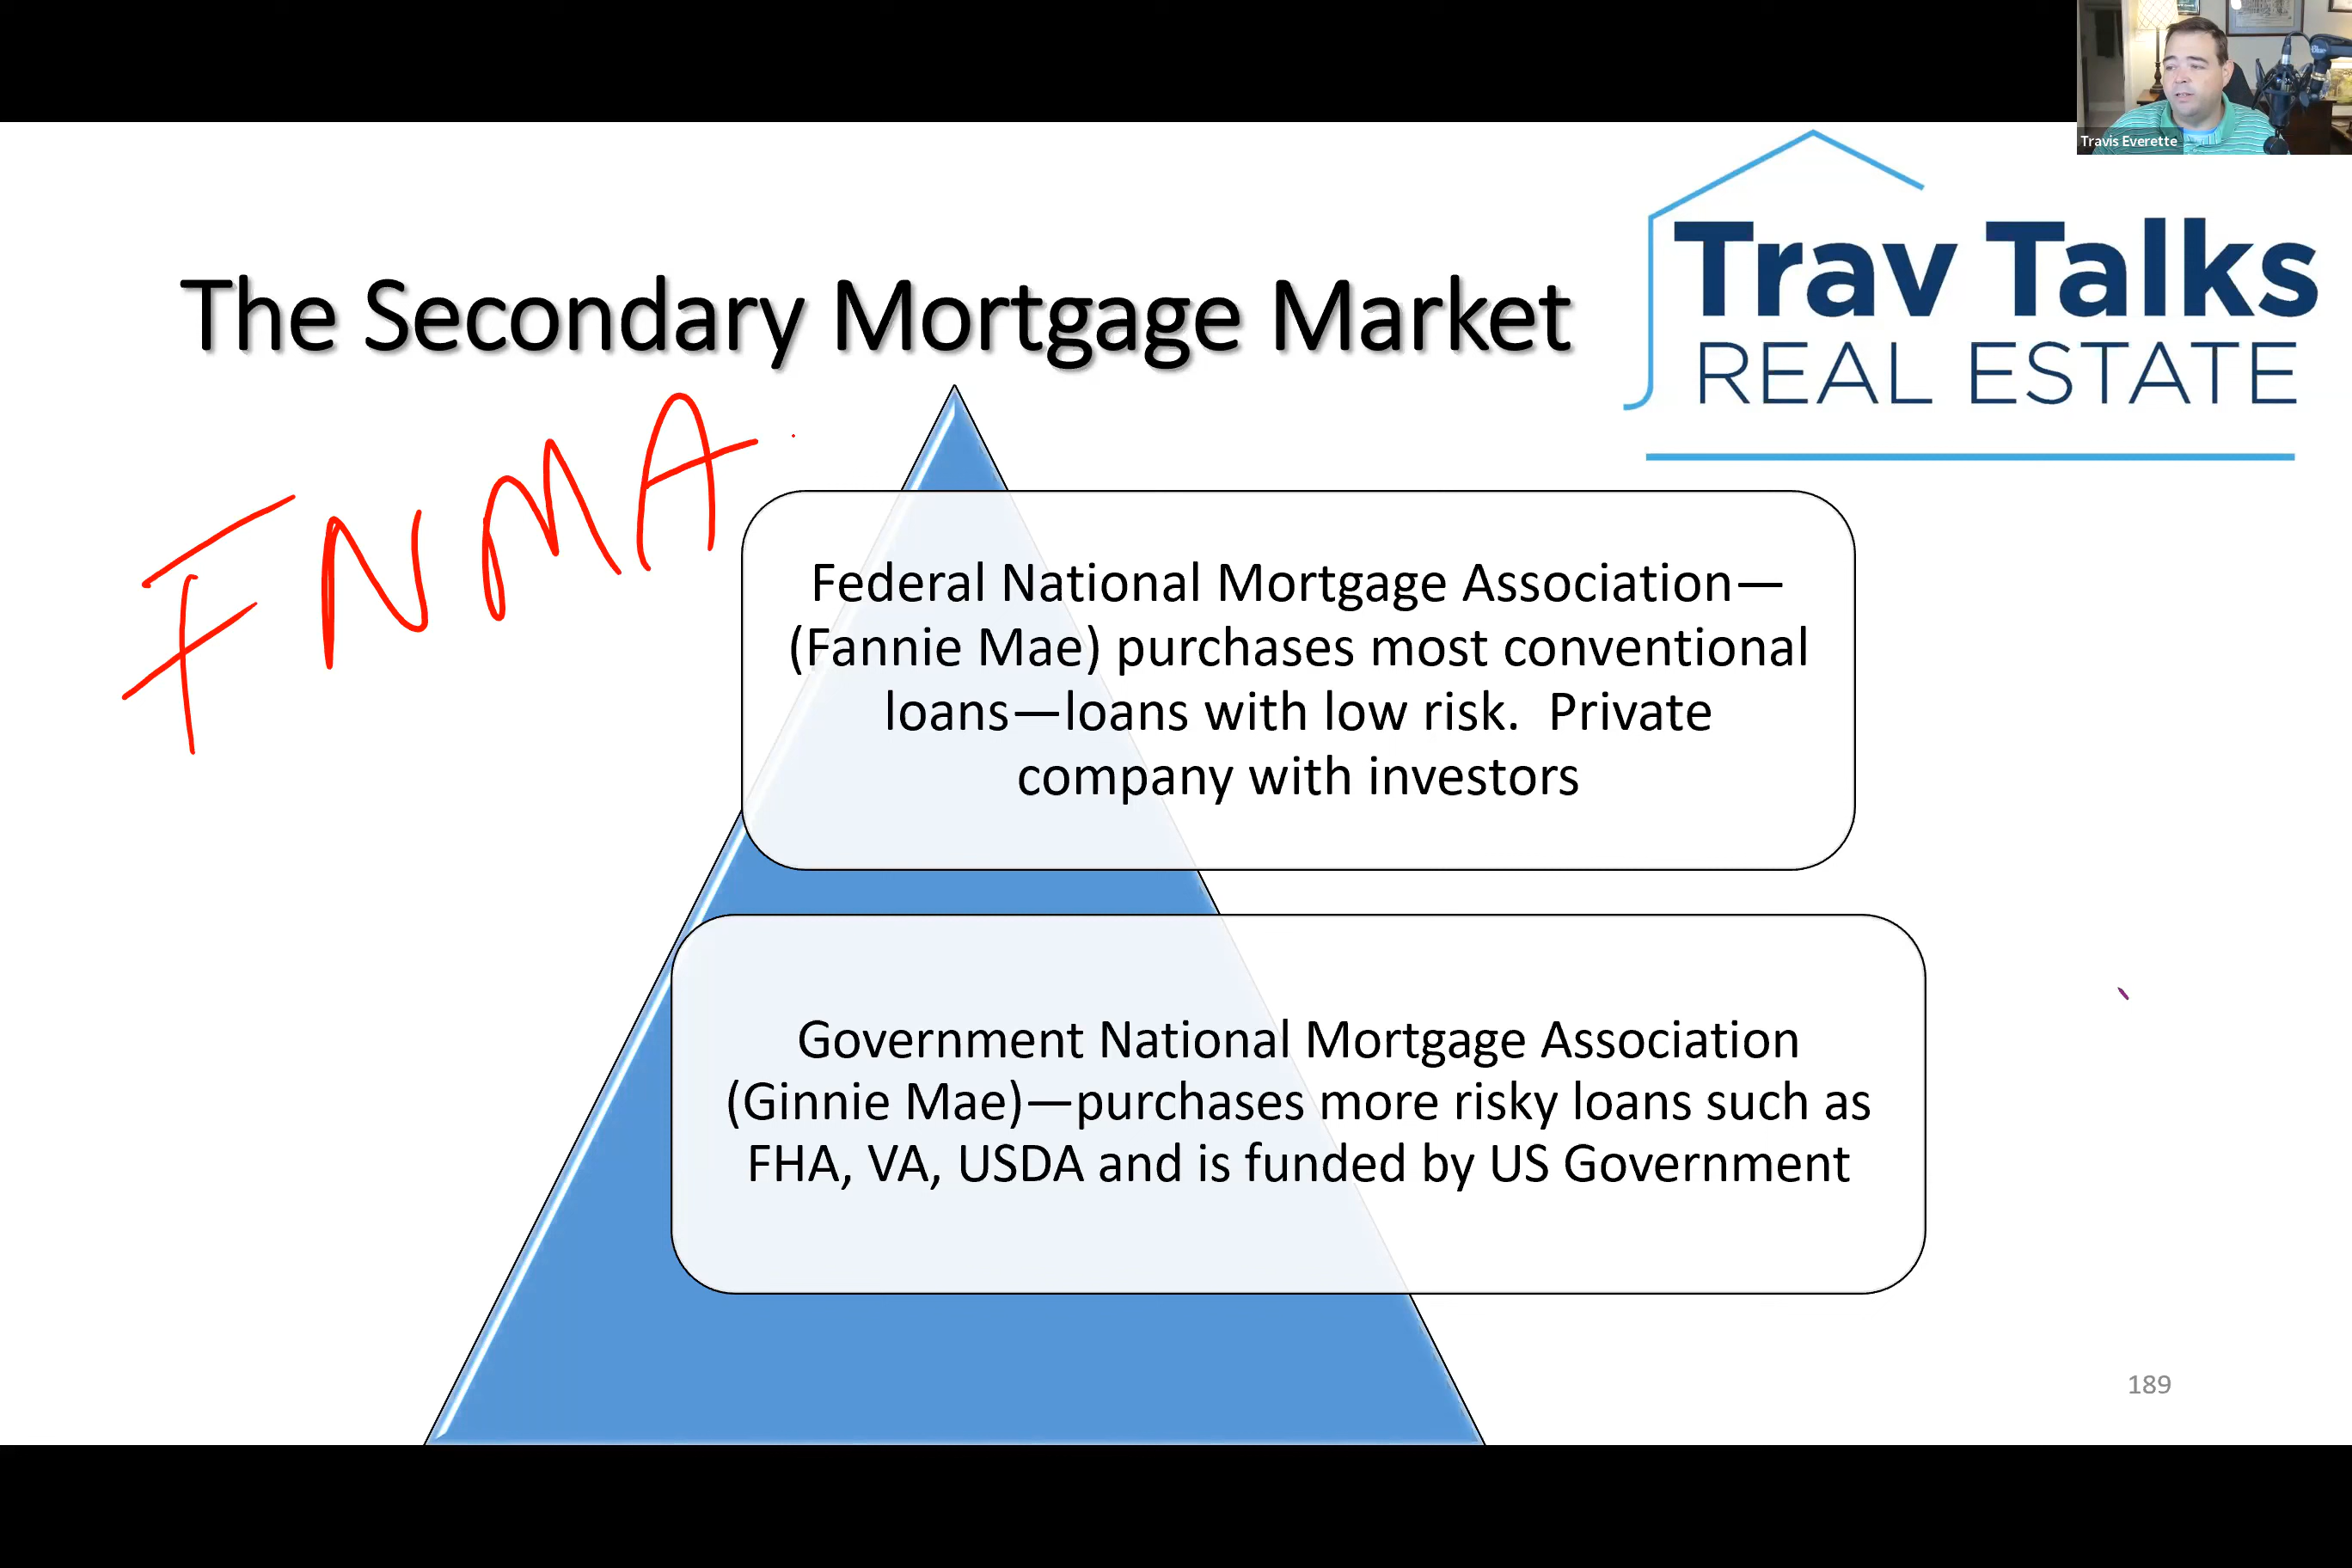 Travis Everette
Trav Talks
REAL ESTATE
The Secondary Mortgage Market
FNMA
Federal National Mortgage Association—
(Fannie Mae) purchases most conventional
loans—loans with low risk.  Private
company with investors
Government National Mortgage Association
(Ginnie Mae)—purchases more risky loans such as
FHA, VA, USDA and is funded by US Government
189